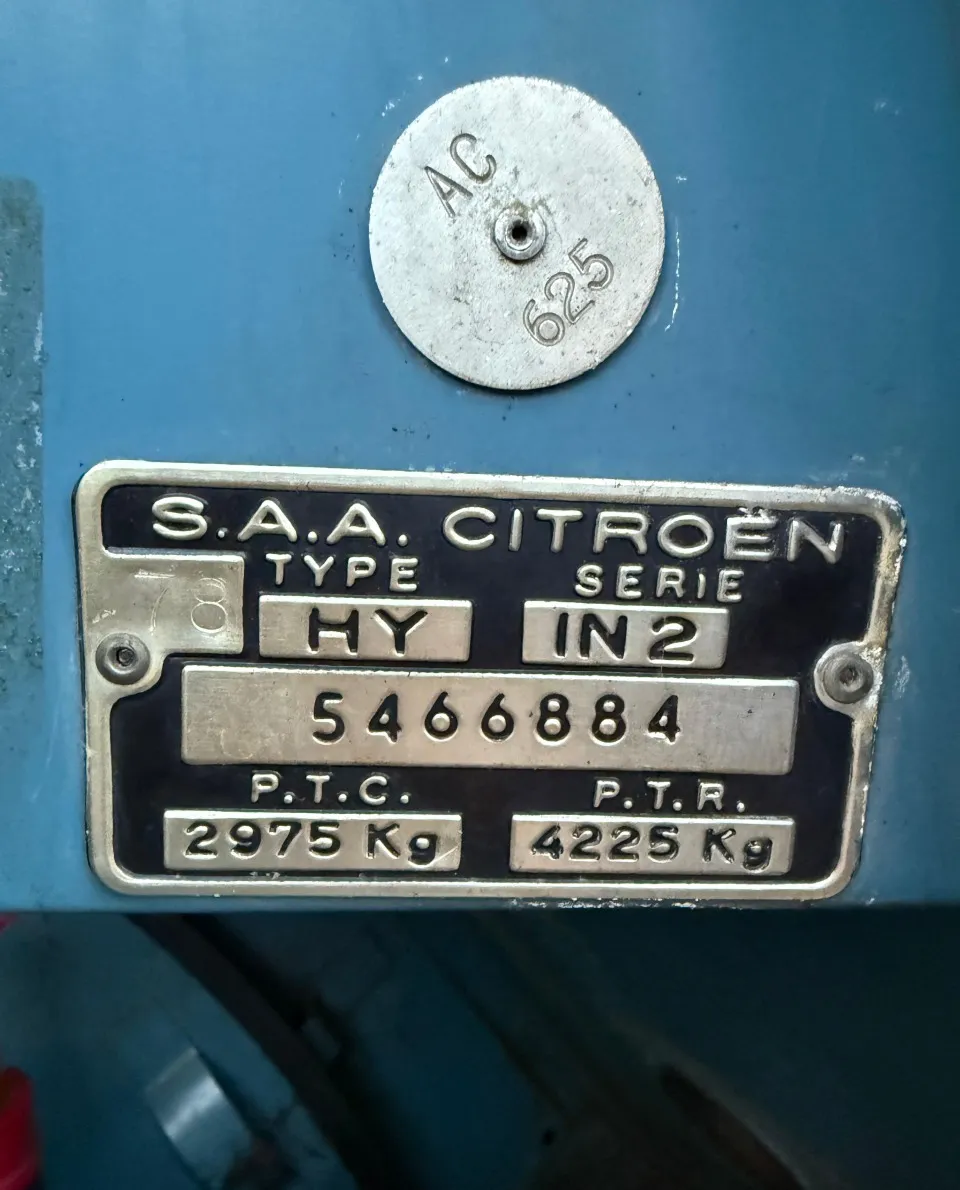 AC
625
S.A.A. CITROËN
TYPE SERIE
78 HY IN2
5466884
P.T.C. P.T.R.
2975 Kg 4225 Kg